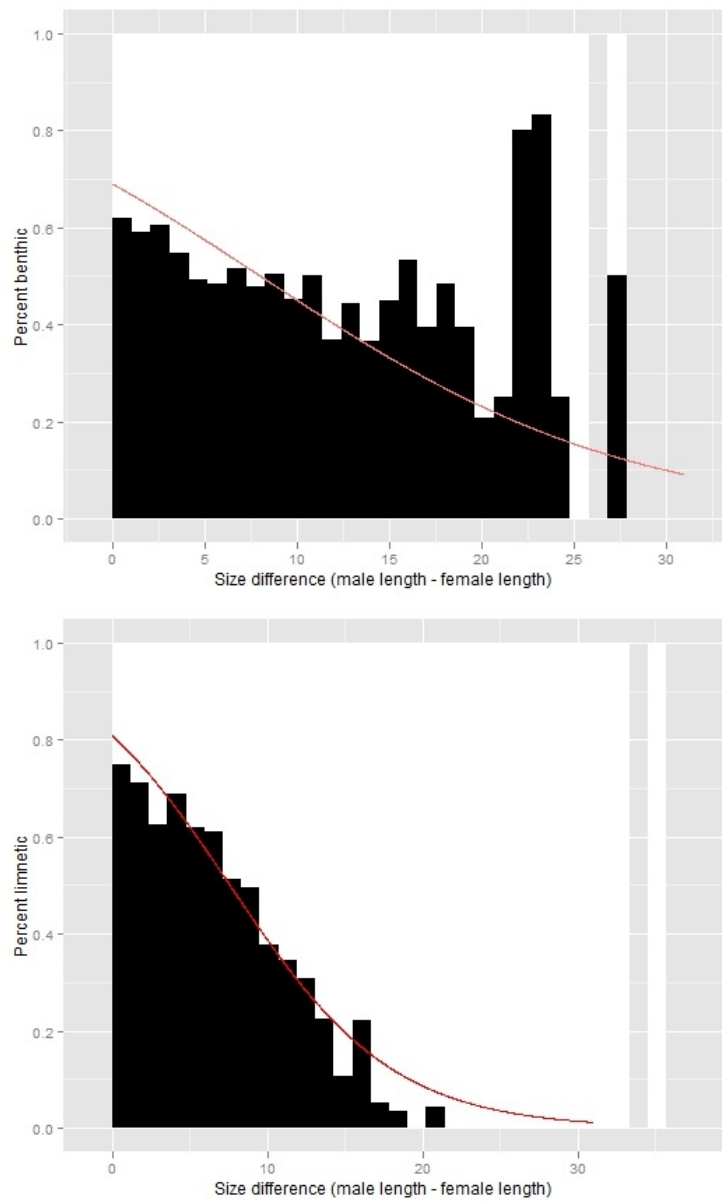 1.0
0.8
0.6
0.4
0.2
0.0
Percent benthic
0 5 10 15 20 25 30
Size difference (male length - female length)
1.0
0.8
0.6
0.4
0.2
0.0
Percent limnetic
0 10 20 30
Size difference (male length - female length)